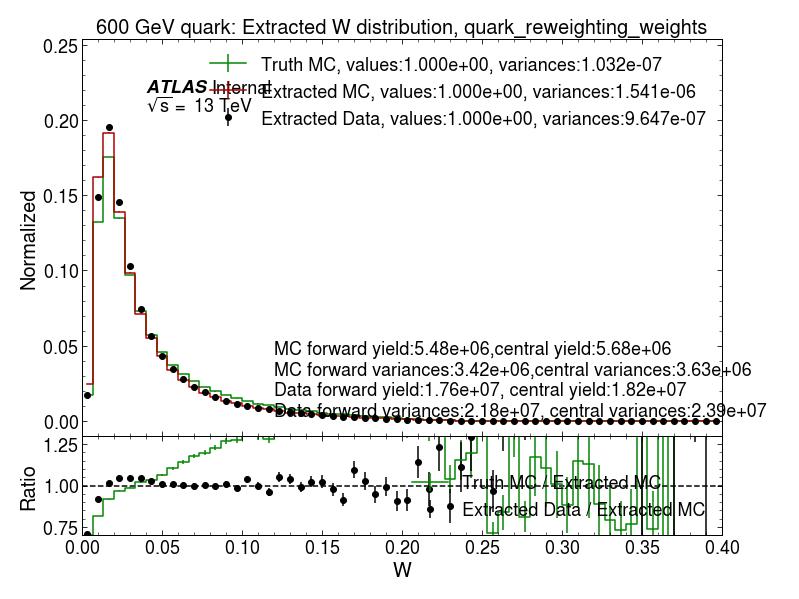 600 GeV quark: Extracted W distribution, quark_reweighting_weights
0.25
0.20
0.15
0.10
0.05
0.00
Normalized
ATLAS Internal
√s = 13 TeV
Truth MC, values:1.000e+00, variances:1.032e-07
Extracted MC, values:1.000e+00, variances:1.541e-06
Extracted Data, values:1.000e+00, variances:9.647e-07
MC forward yield:5.48e+06,central yield:5.68e+06
MC forward variances:3.42e+06,central variances:3.63e+06
Data forward yield:1.76e+07, central yield:1.82e+07
Data forward variances:2.18e+07, central variances:2.39e+07
1.25
1.00
0.75
Ratio
Truth MC / Extracted MC
Extracted Data / Extracted MC
0.00 0.05 0.10 0.15 0.20 0.25 0.30 0.35 0.40
W